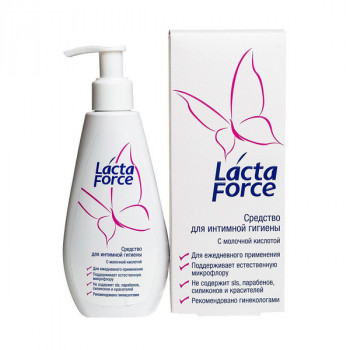 Lácta
Force
Средство
для интимной гигиены
С молочной кислотой
Для ежедневного применения
Поддерживает естественную
микрофлору
Не содержит sls, парабенов,
силиконов и красителей
Рекомендовано гинекологами
Lácta
Force
Средство
для интимной гигиены
С молочной кислотой
Для ежедневного применения
Поддерживает естественную
микрофлору
Не содержит sls, парабенов,
силиконов и красителей
Рекомендовано гинекологами